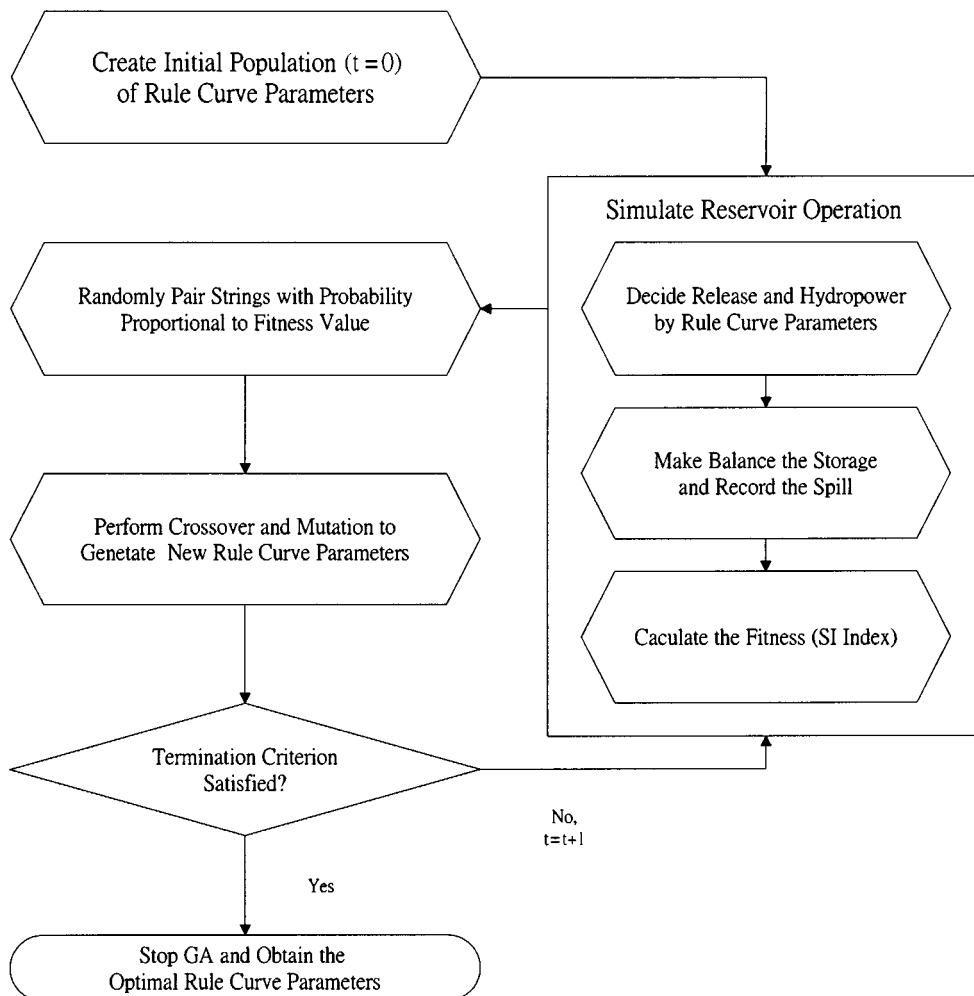 Create Initial Population (t=0)
of Rule Curve Parameters
Simulate Reservoir Operation
Decide Release and Hydropower
by Rule Curve Parameters
Make Balance the Storage
and Record the Spill
Caculate the Fitness (SI Index)
Randomly Pair Strings with Probability
Proportional to Fitness Value
Perform Crossover and Mutation to
Genetate New Rule Curve Parameters
Termination Criterion
Satisfied?
No,
t=t+1
Yes
Stop GA and Obtain the
Optimal Rule Curve Parameters